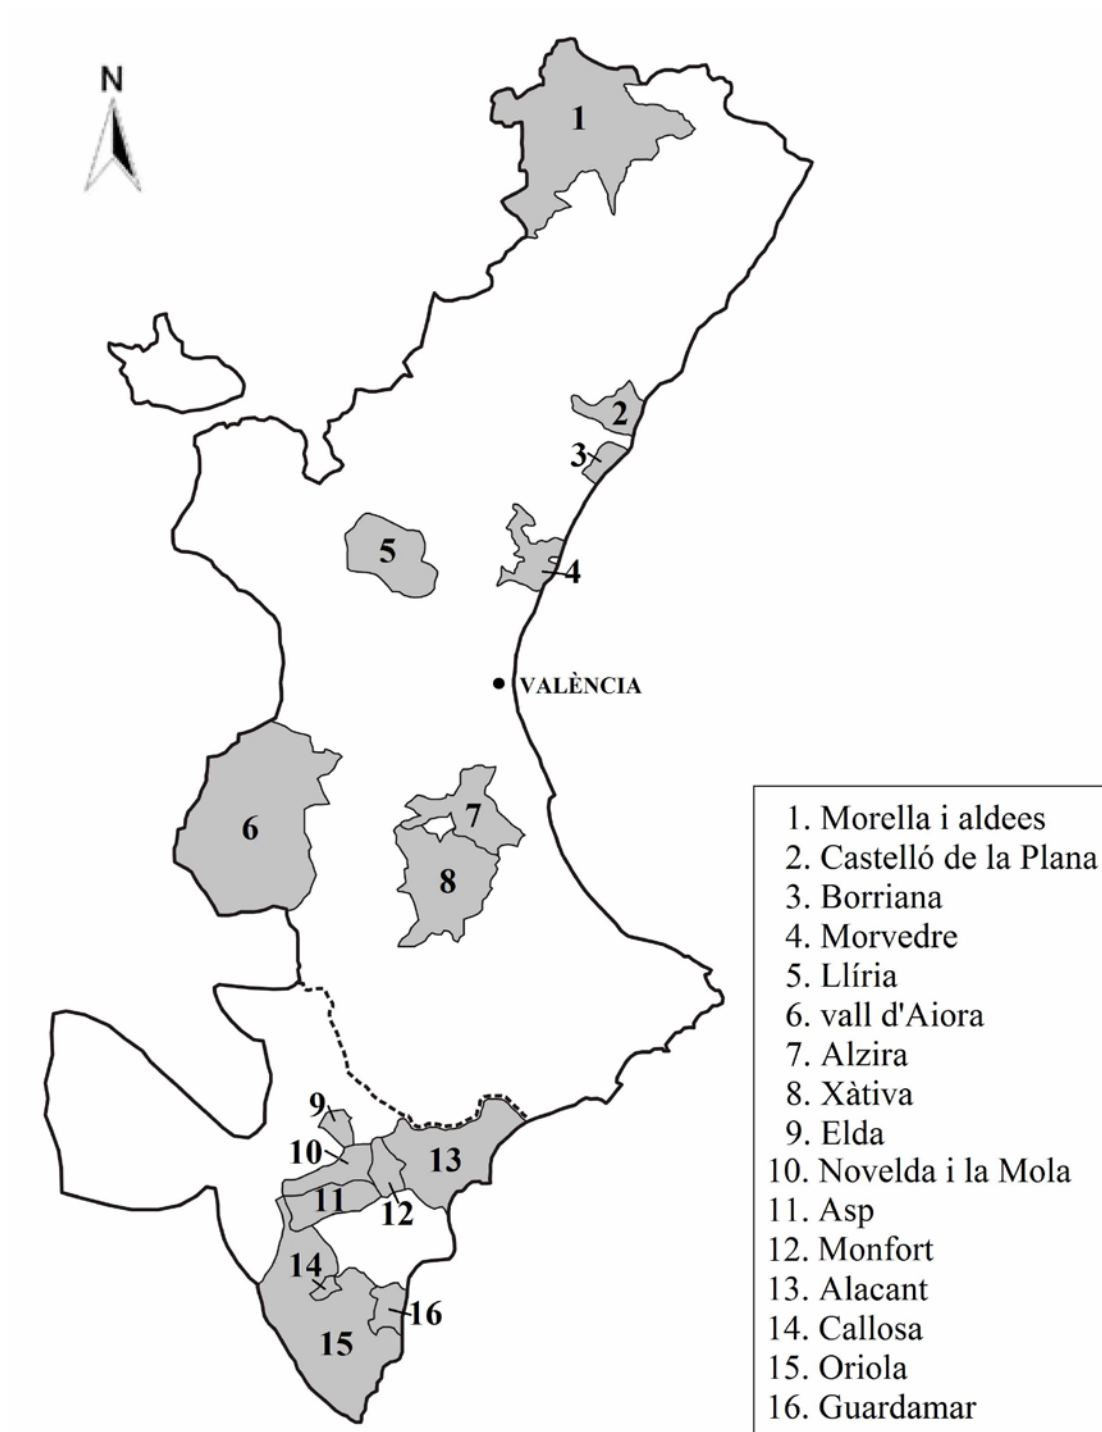 N
1
2
3
4
5
VALÈNCIA
6
7
8
9
10
11
12
13
14
15
16
1. Morella i aldees
2. Castelló de la Plana
3. Borriana
4. Morvedre
5. Llíria
6. vall d'Aiora
7. Alzira
8. Xàtiva
9. Elda
10. Novelda i la Mola
11. Asp
12. Monfort
13. Alacant
14. Callosa
15. Oriola
16. Guardamar